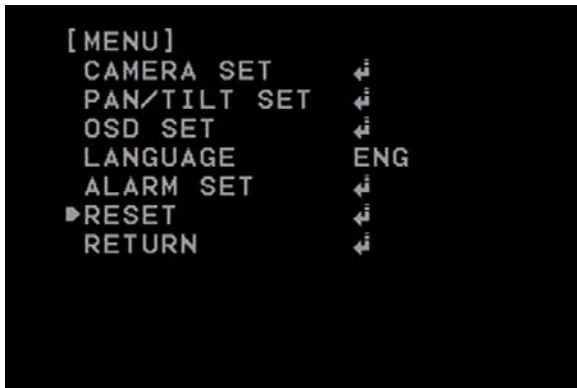 [MENU]
CAMERA SET ↲
PAN/TILT SET ↲
OSD SET ↲
LANGUAGE ENG
ALARM SET ↲
RESET ↲
RETURN ↲